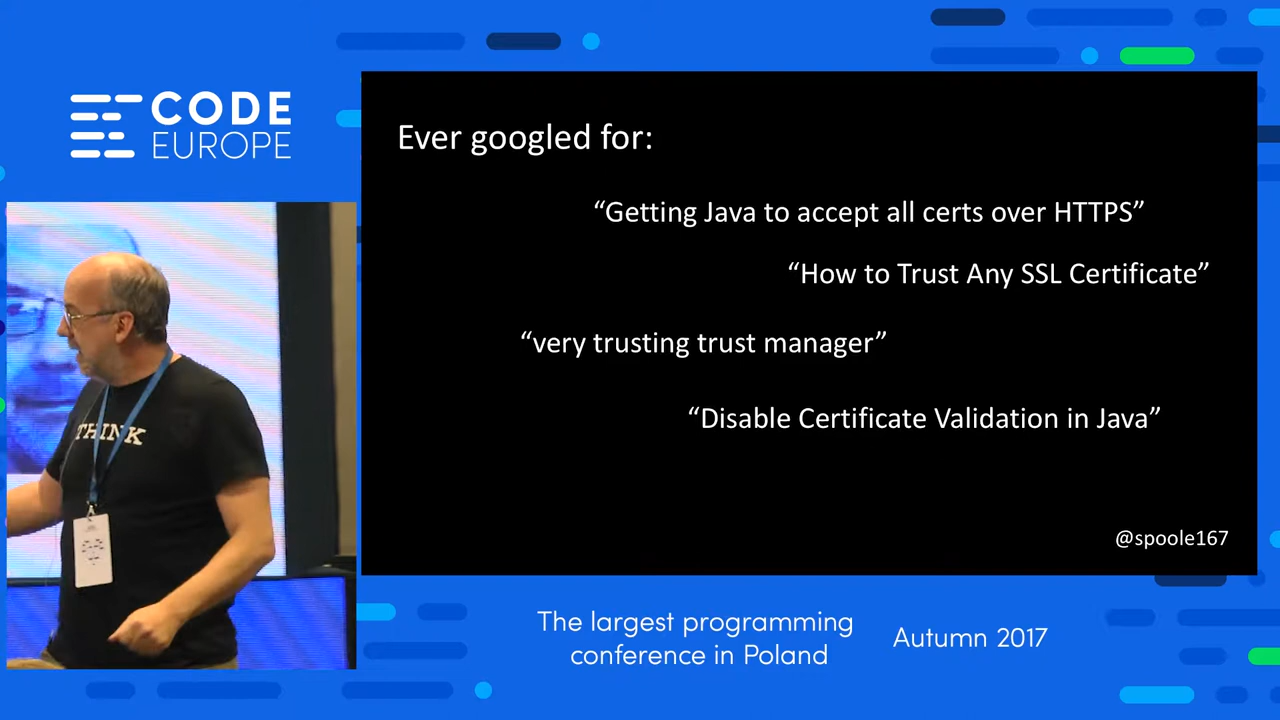 CODE
EUROPE
Ever googled for:
“Getting Java to accept all certs over HTTPS”
“How to Trust Any SSL Certificate”
“very trusting trust manager”
“Disable Certificate Validation in Java”
@spoole167
THINK
The largest programming
conference in Poland
Autumn 2017